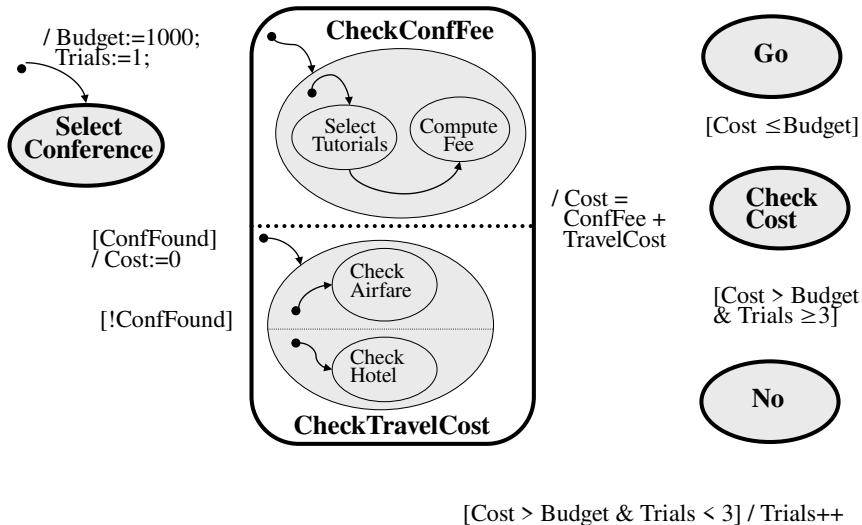 / Budget:=1000;
Trials:=1;
Select
Conference
CheckConfFee
Select
Tutorials
Compute
Fee
[ConfFound]
/ Cost:=0
[!ConfFound]
Check
Airfare
Check
Hotel
CheckTravelCost
/ Cost =
ConfFee +
TravelCost
Go
[Cost ≤Budget]
Check
Cost
[Cost > Budget
& Trials ≥3]
No
[Cost > Budget & Trials < 3] / Trials++